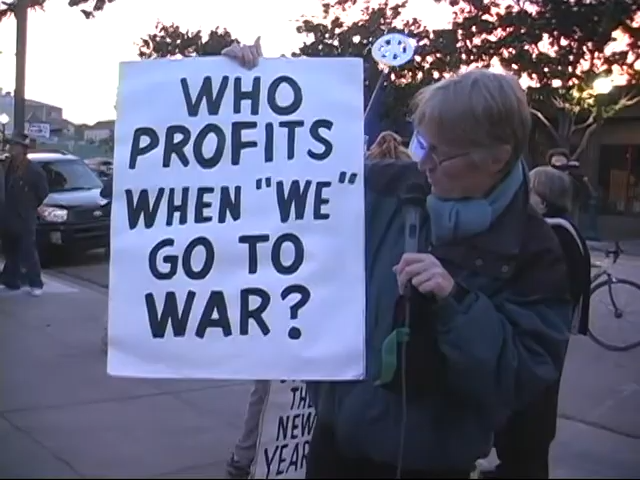 WHO
PROFITS
WHEN "WE"
GO TO
WAR?
THE
NEW
YEAR